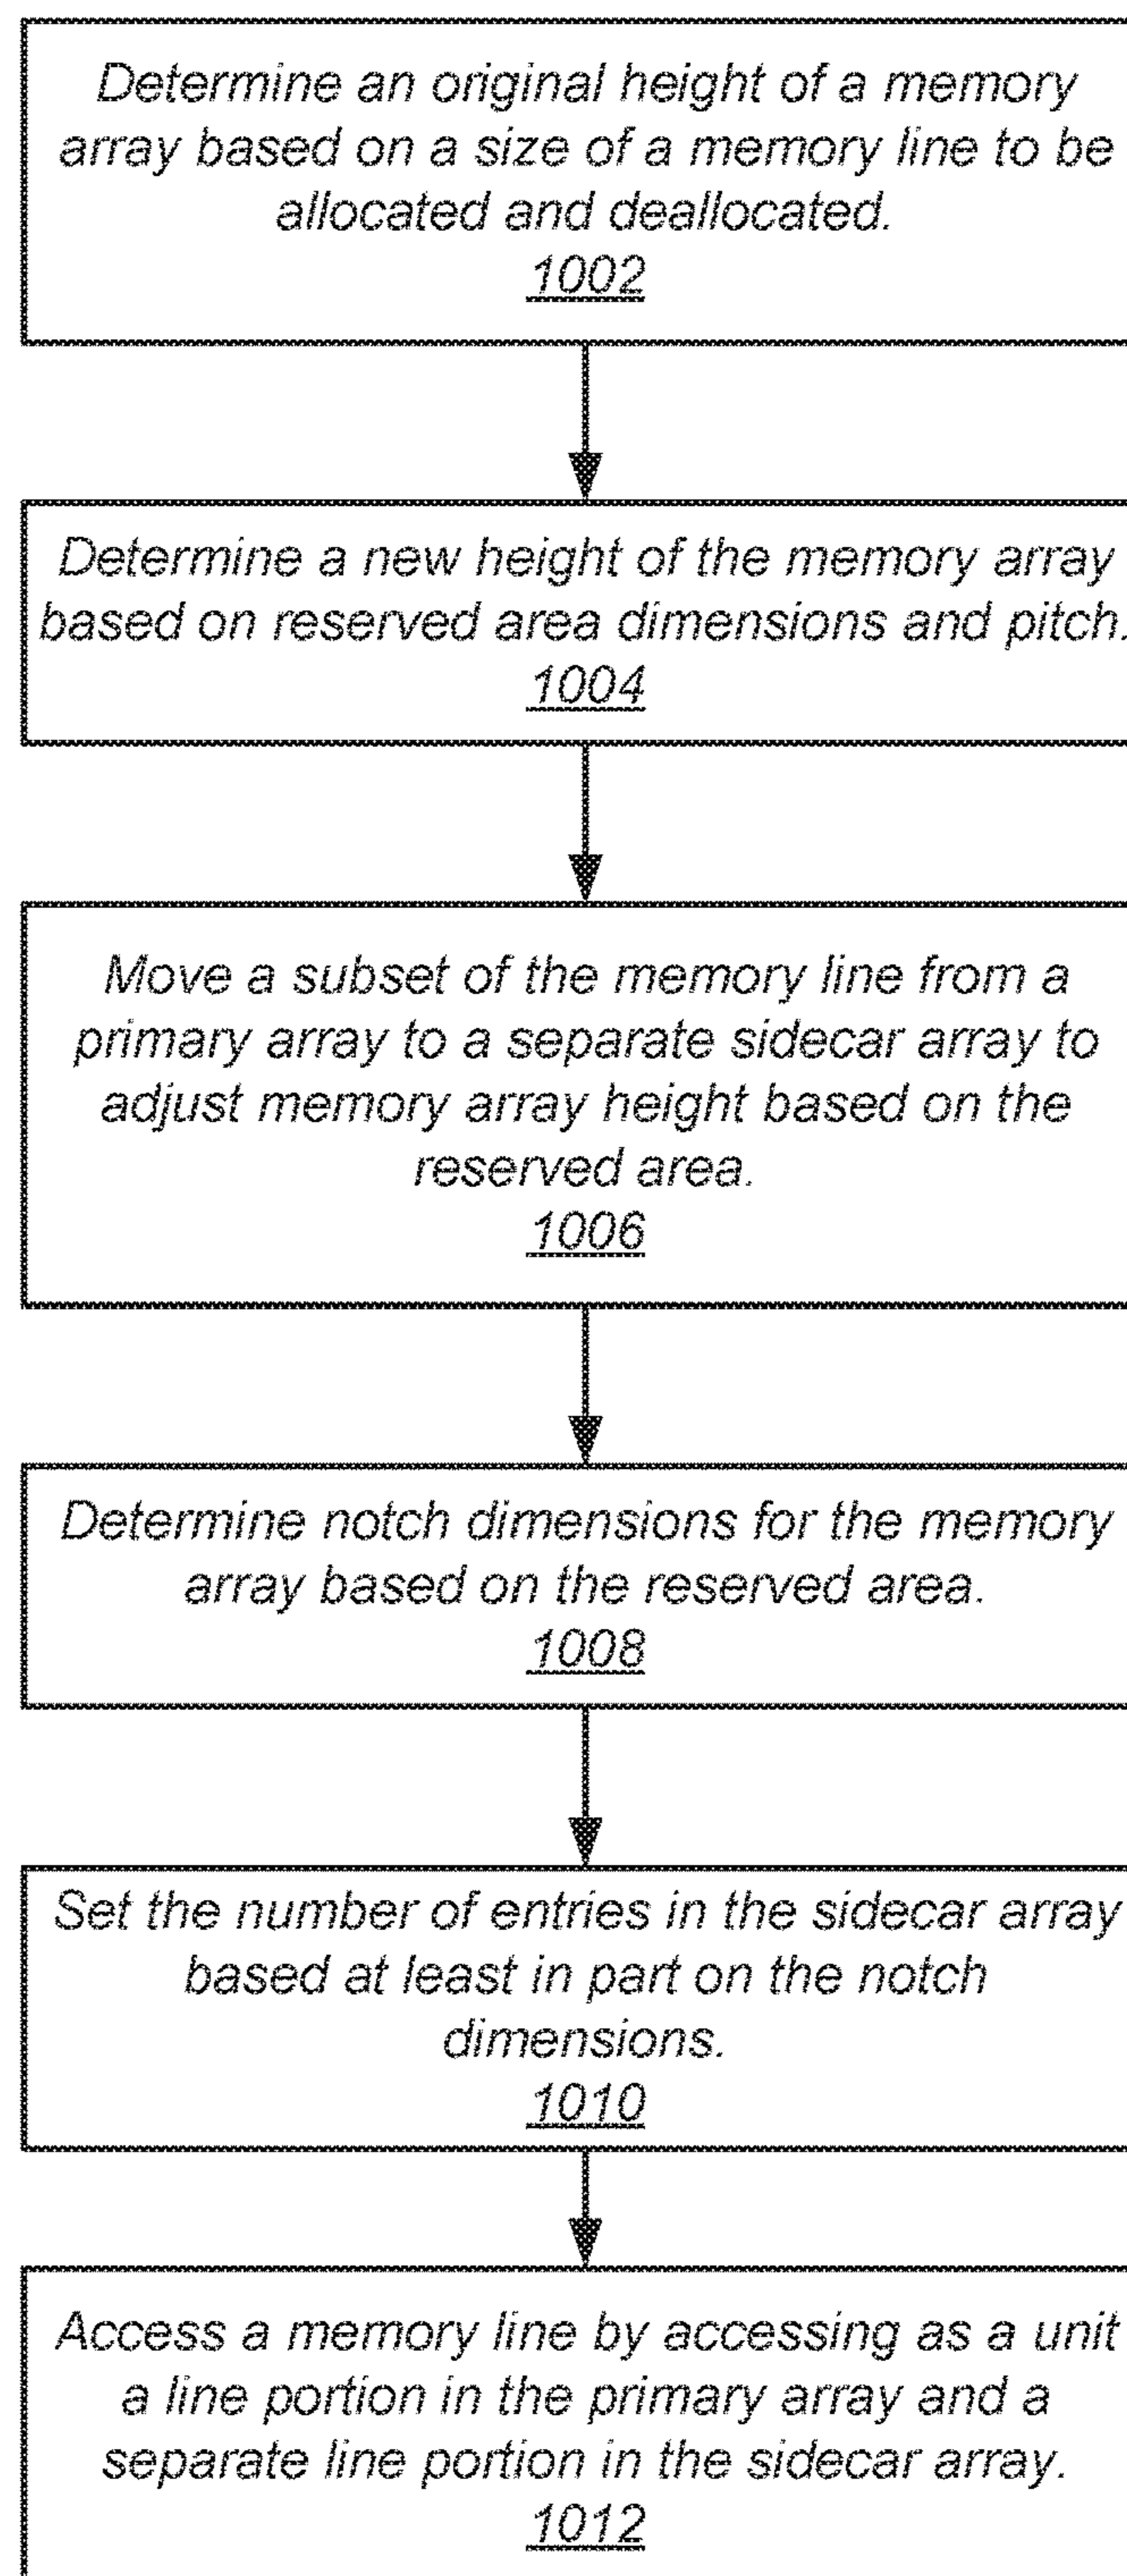 Determine an original height of a memory
array based on a size of a memory line to be
allocated and deallocated.
1002
Determine a new height of the memory array
based on reserved area dimensions and pitch.
1004
Move a subset of the memory line from a
primary array to a separate sidecar array to
adjust memory array height based on the
reserved area.
1006
Determine notch dimensions for the memory
array based on the reserved area.
1008
Set the number of entries in the sidecar array
based at least in part on the notch
dimensions.
1010
Access a memory line by accessing as a unit
a line portion in the primary array and a
separate line portion in the sidecar array.
1012